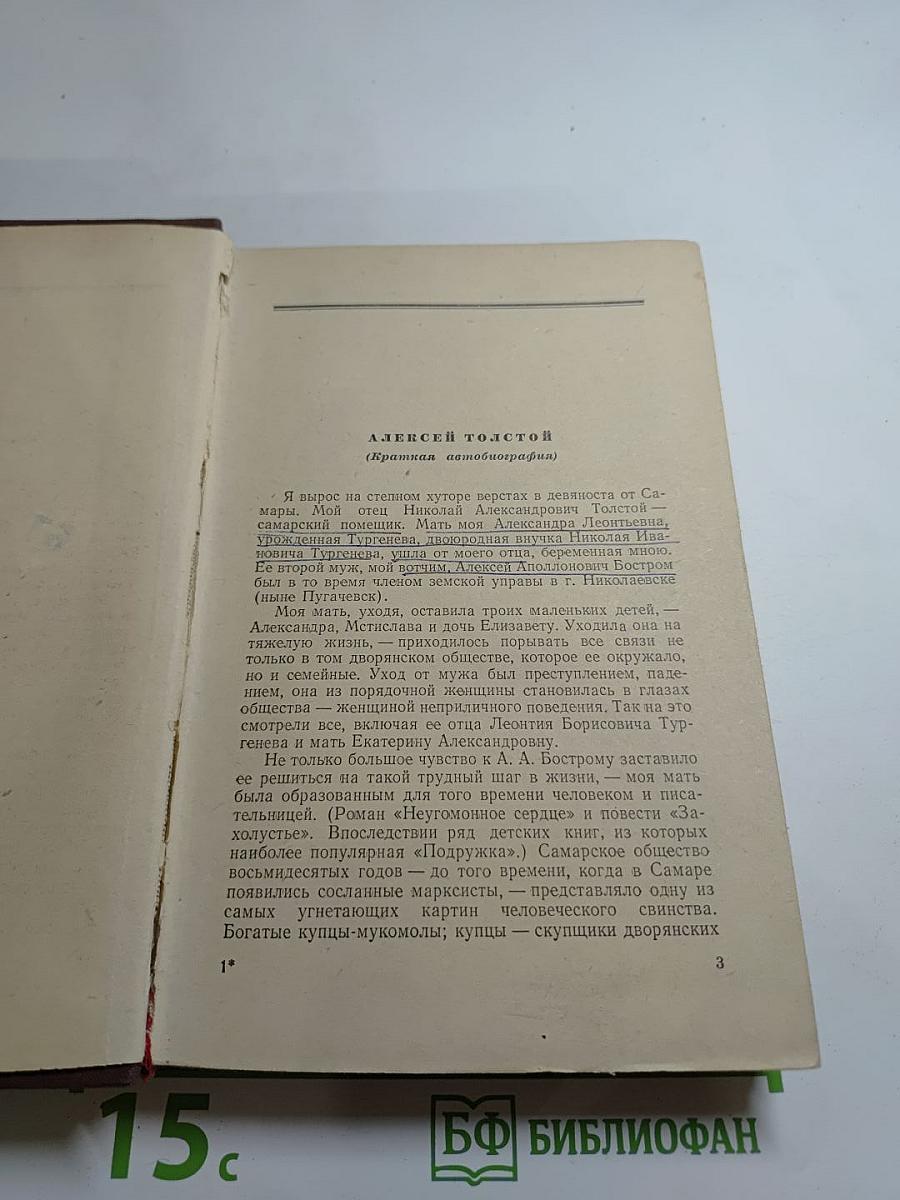 АЛЕКСЕЙ ТОЛСТОЙ
(Краткая автобиография)
Я вырос на степном хуторе верстах в девяноста от Са-
мары. Мой отец Николай Александрович Толстой —
самарский помещик. Мать моя Александра Леонтьевна,
урожденная Тургенева, двоюродная внучка Николая Ива-
новича Тургенева, ушла от моего отца, беременная мною.
Ее второй муж, мой вотчим, Алексей Аполлонович Востром
был в то время членом земской управы в г. Николаевске
(ныне Пугачевск).
Моя мать, уходя, оставила троих маленьких детей, —
Александра, Мстислава и дочь Елизавету. Уходила она на
тяжелую жизнь, — приходилось порывать все связи не
только в том дворянском обществе, которое ее окружало,
но и семейные. Уход от мужа был преступлением, паде-
нием, она из порядочной женщины становилась в глазах
общества — женщиной неприличного поведения. Так на это
смотрели все, включая ее отца Леонтия Борисовича Тур-
генева и мать Екатерину Александровну.
Не только большое чувство к А. А. Бострому заставило
ее решиться на такой трудный шаг в жизни, — моя мать
была образованным для того времени человеком и писа-
тельницей. (Роман «Неугомонное сердце» и повести «За-
холустье». Впоследствии ряд детских книг, из которых
наиболее популярная «Подружка».) Самарское общество
восьмидесятых годов — до того времени, когда в Самаре
появились сосланные марксисты, — представляло одну из
самых угнетающих картин человеческого свинства.
Богатые купцы-мукомолы; купцы — скупщики дворянских
1*
3
15 с
БФ БИБЛИОФАН